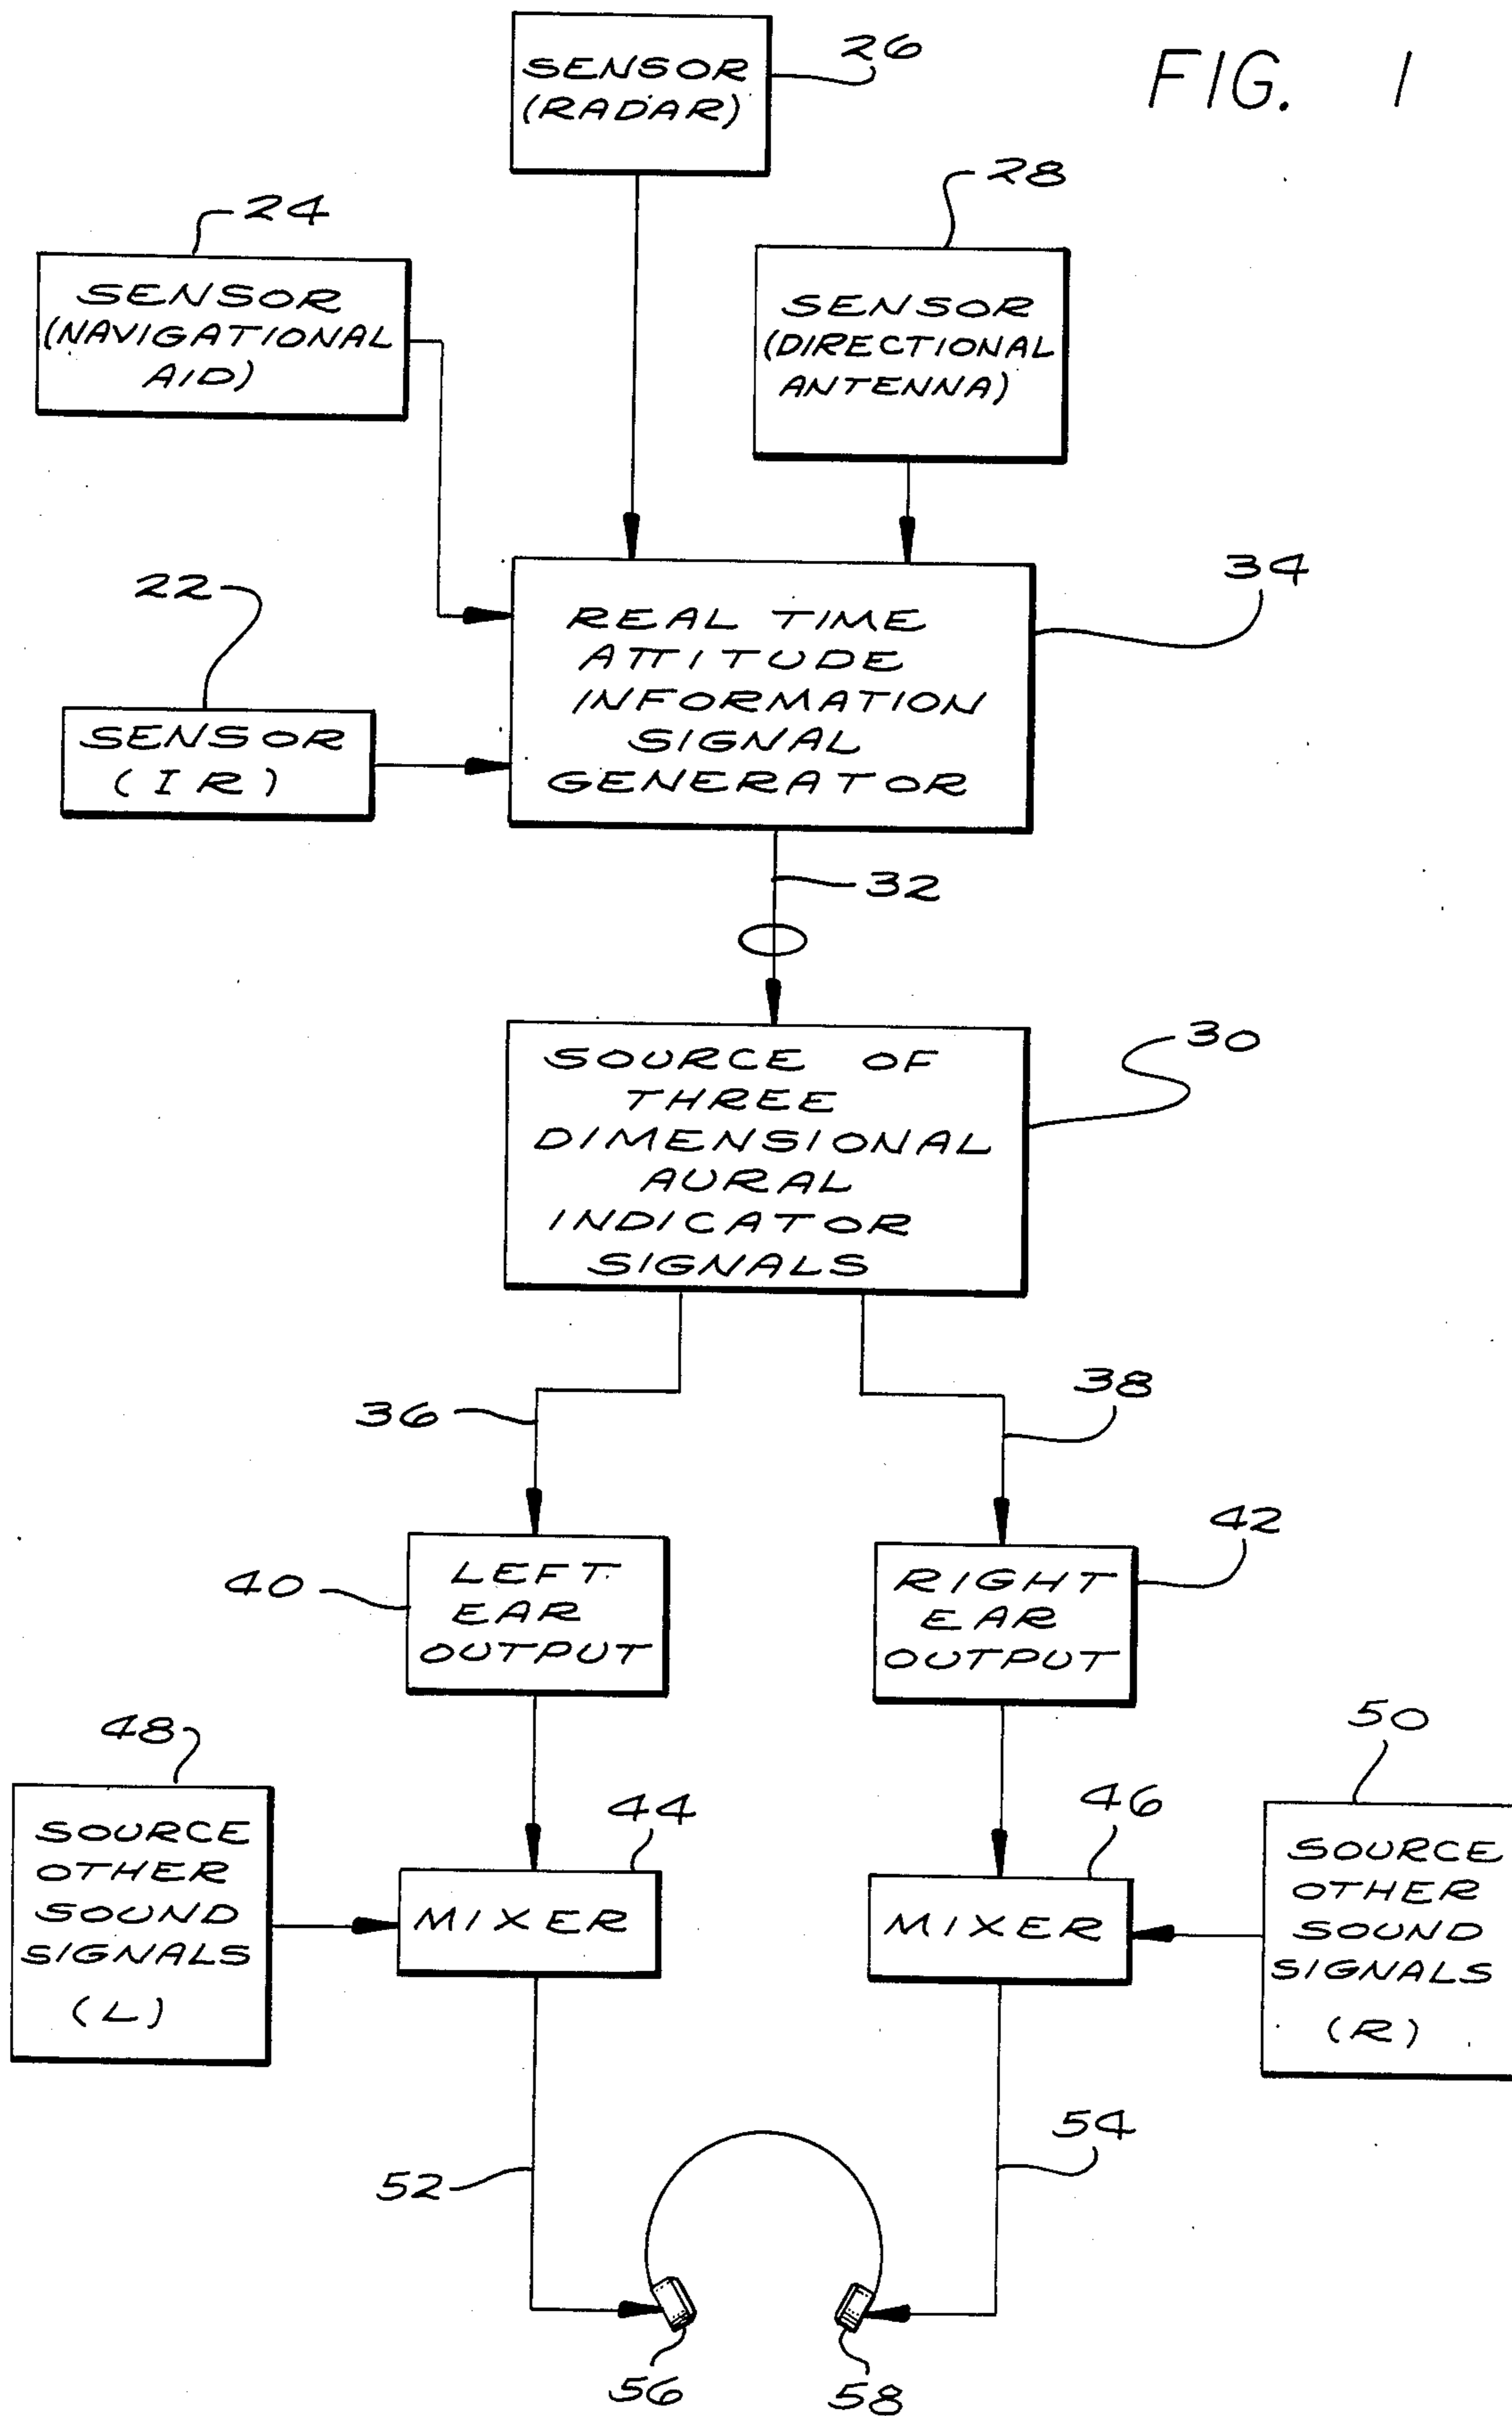 FIG. 1
SENSOR
(RADAR)
26
28
24
SENSOR
(NAVIGATIONAL
AID)
SENSOR
(DIRECTIONAL
ANTENNA)
22
SENSOR
(IR)
REAL TIME
ATTITUDE
INFORMATION
SIGNAL
GENERATOR
34
32
SOURCE OF
THREE
DIMENSIONAL
AURAL
INDICATOR
SIGNALS
30
36
38
40
LEFT
EAR
OUTPUT
RIGHT
EAR
OUTPUT
42
48
SOURCE
OTHER
SOUND
SIGNALS
(L)
44
MIXER
46
MIXER
50
SOURCE
OTHER
SOUND
SIGNALS
(R)
52
54
56
58